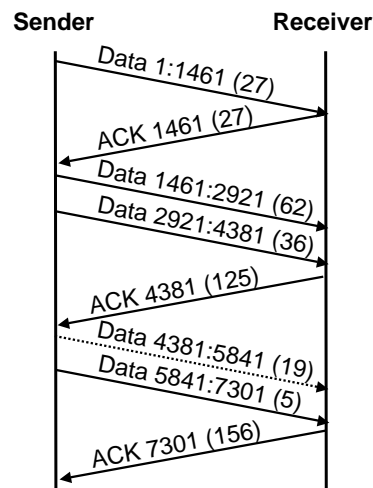 Sender Receiver
Data 1:1461 (27)
ACK 1461 (27)
Data 1461:2921 (62)
Data 2921:4381 (36)
ACK 4381 (125)
Data 4381:5841 (19)
Data 5841:7301 (5)
ACK 7301 (156)